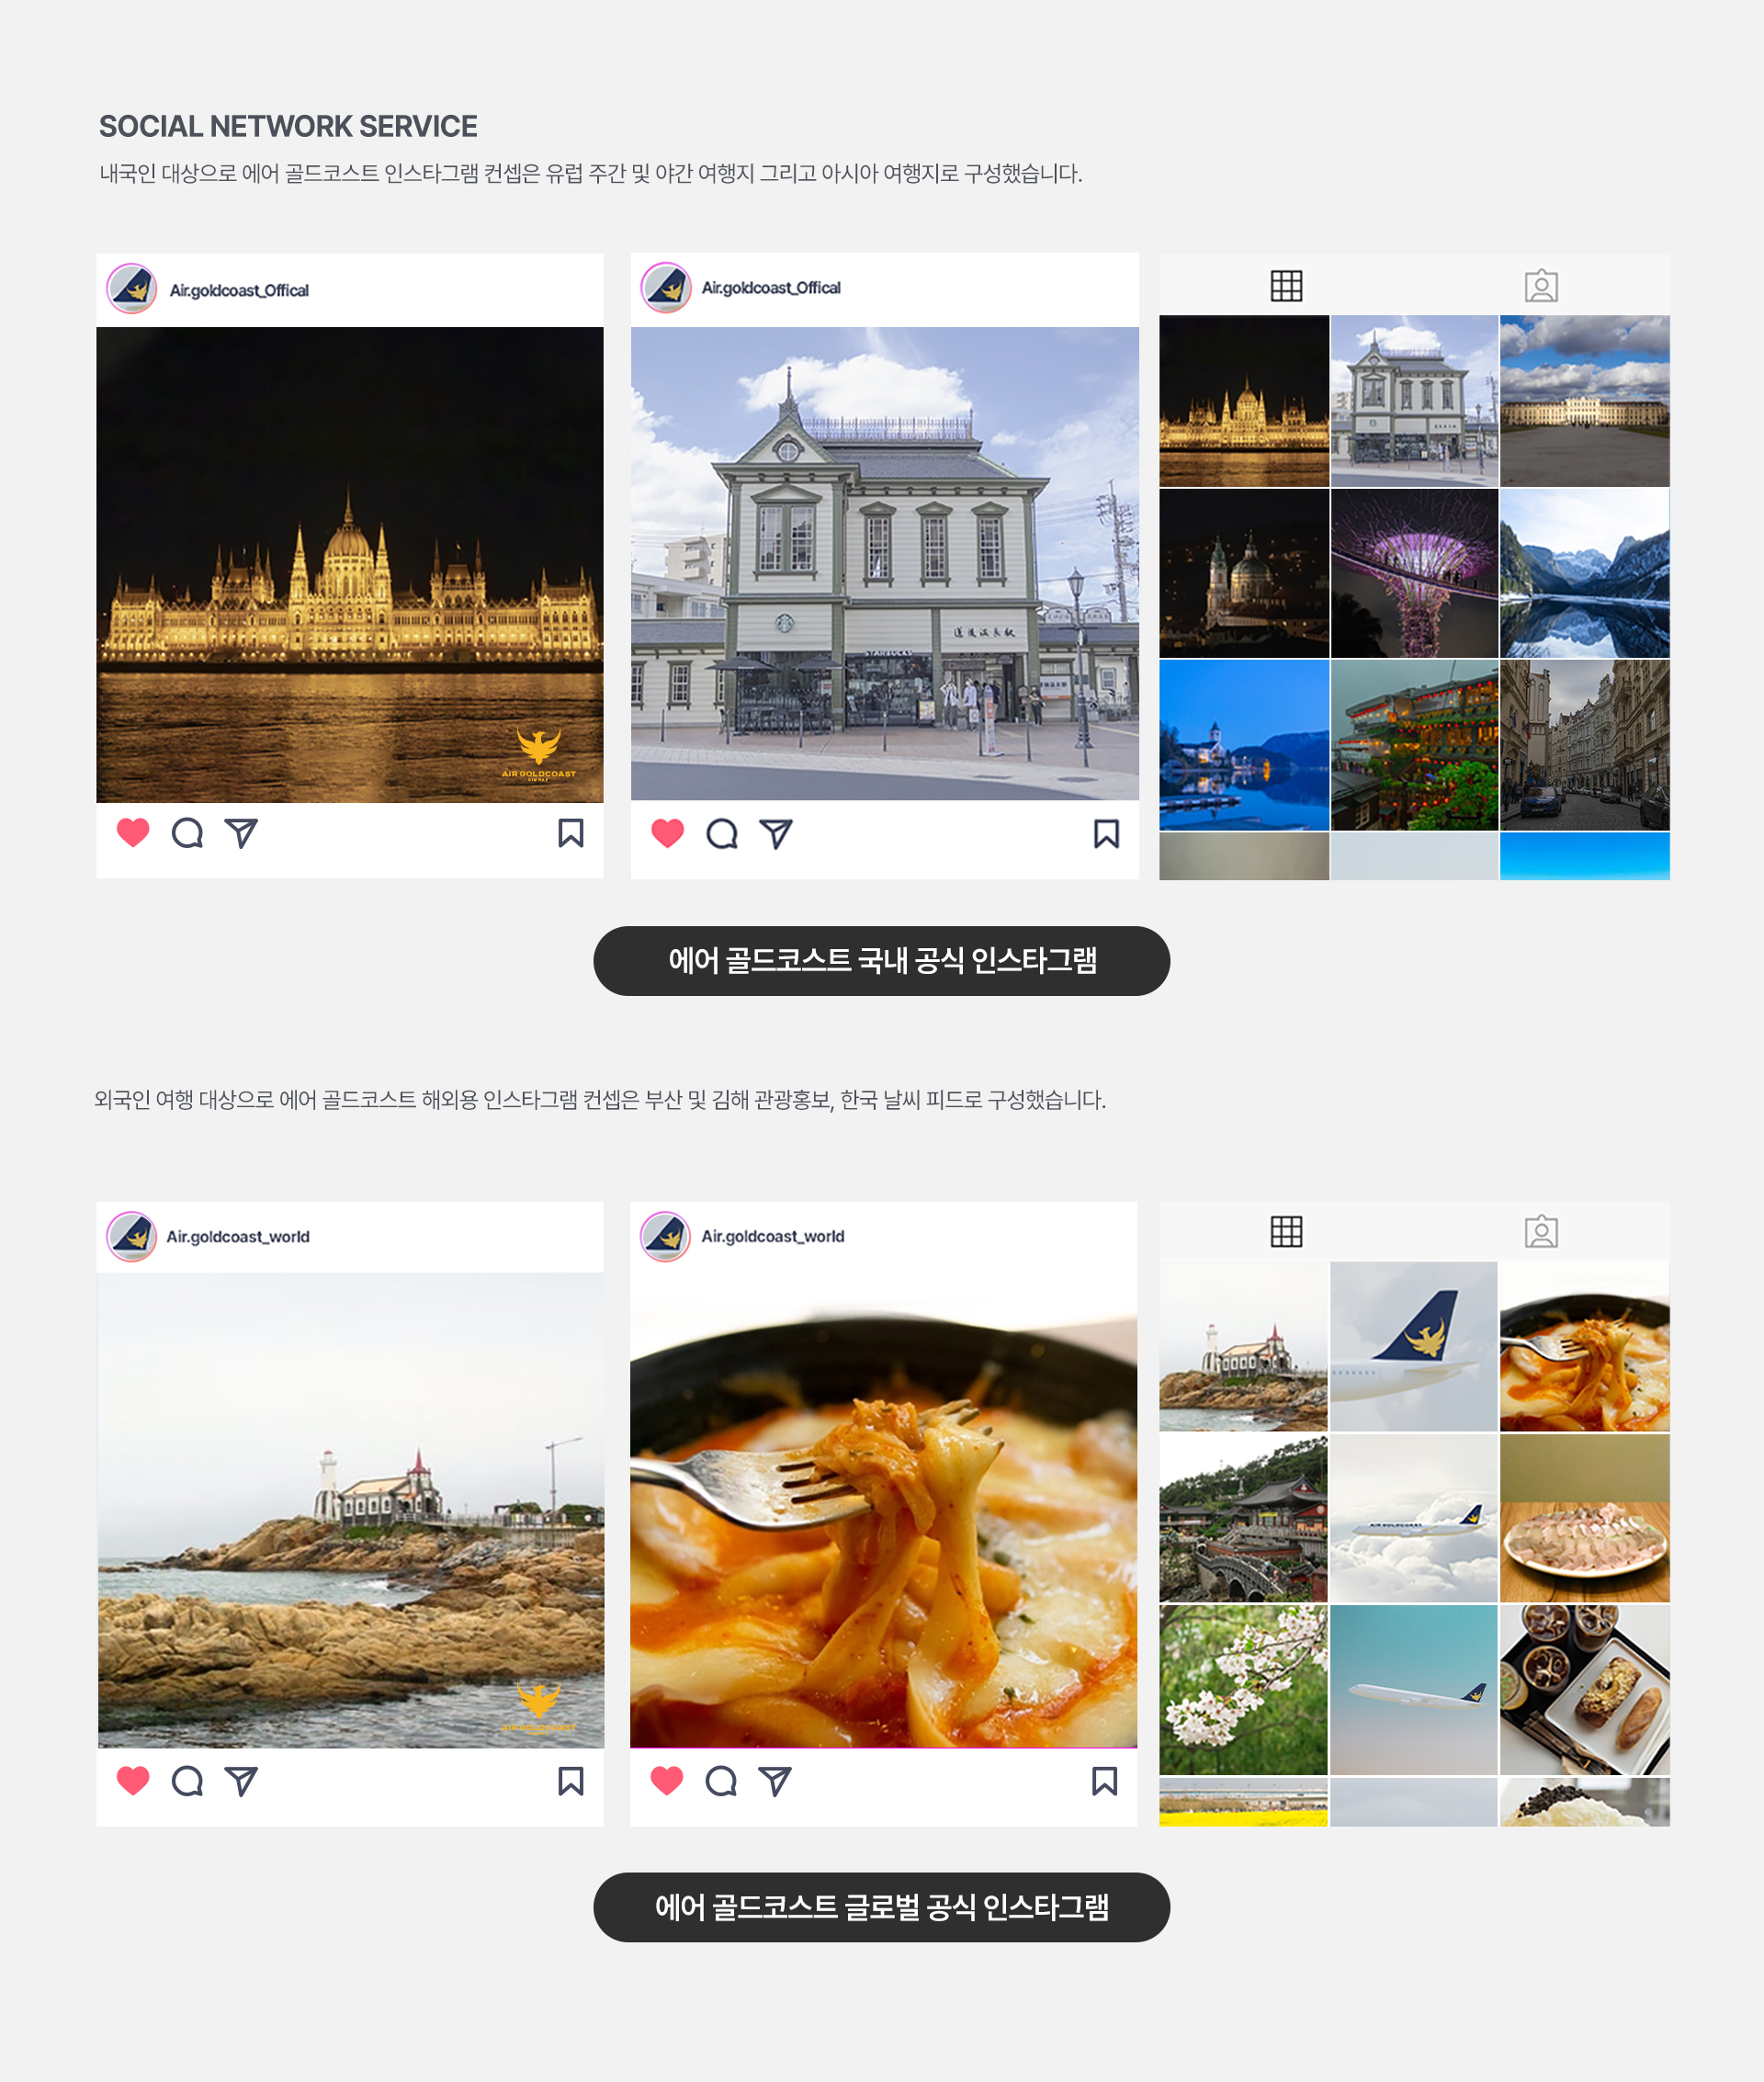 SOCIAL NETWORK SERVICE
내국인 대상으로 에어 골드코스트 인스타그램 컨셉은 유럽 주간 및 야간 여행지 그리고 아시아 여행지로 구성했습니다.
Air.goldcoast_Offical
Air.goldcoast_Offical
STARBUCKS
AIR GOLDCOAST
에어 골드코스트 국내 공식 인스타그램
외국인 여행 대상으로 에어 골드코스트 해외용 인스타그램 컨셉은 부산 및 김해 관광홍보, 한국 날씨 피드로 구성했습니다.
Air.goldcoast_world
Air.goldcoast_world
AIR GOLDCOAST
AIR GOLDCOAST
에어 골드코스트 글로벌 공식 인스타그램